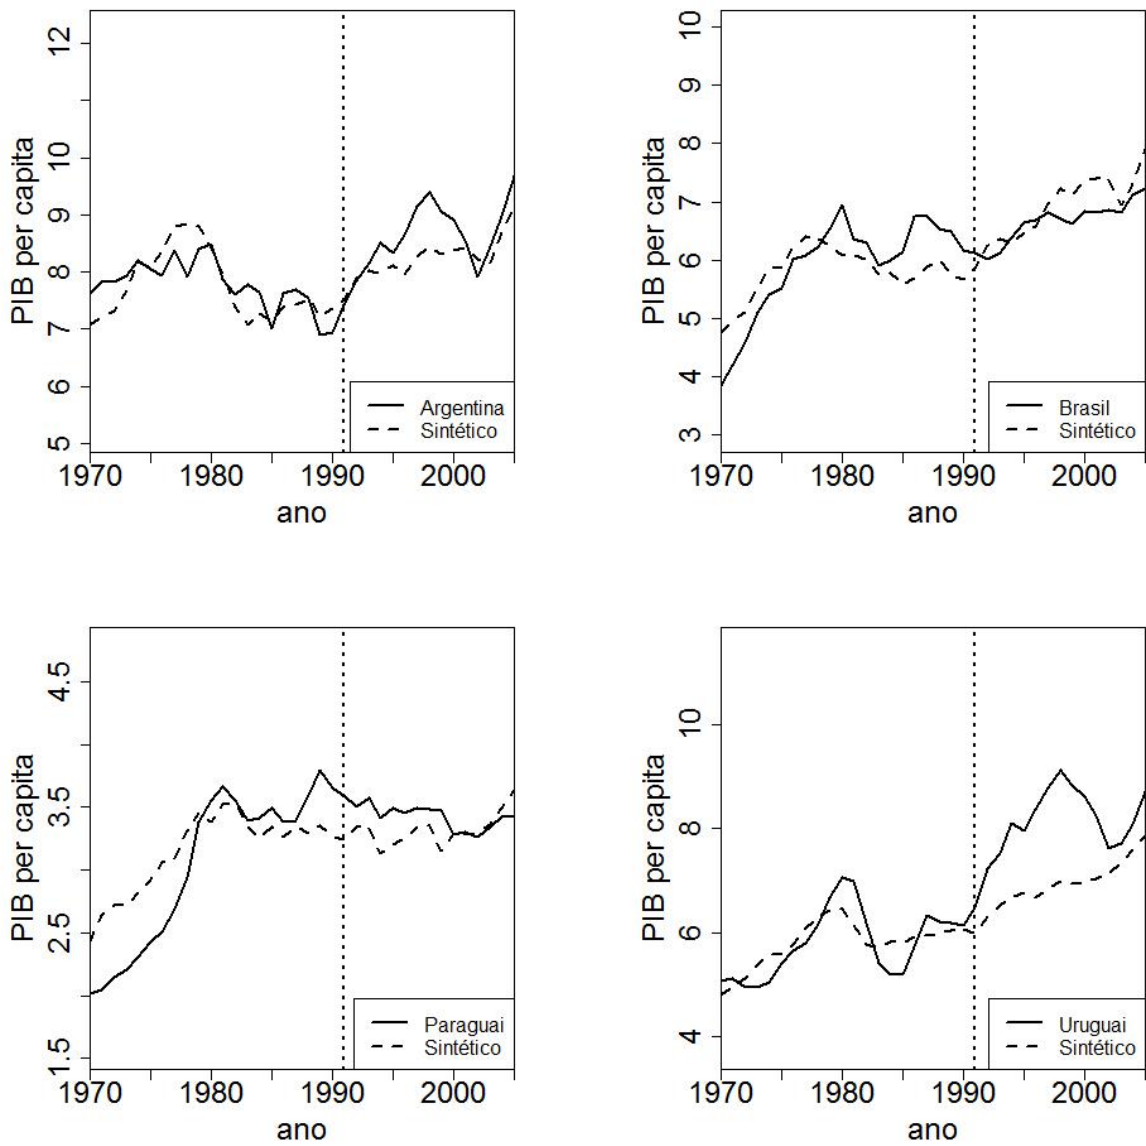 PIB per capita
12
10
9
8
7
6
5
1970
1980
1990
2000
ano
Argentina
Sintético
PIB per capita
10
9
8
7
6
5
4
3
1970
1980
1990
2000
ano
Brasil
Sintético
PIB per capita
4.5
3.5
2.5
1.5
1970
1980
1990
2000
ano
Paraguai
Sintético
PIB per capita
10
8
6
4
1970
1980
1990
2000
ano
Uruguai
Sintético